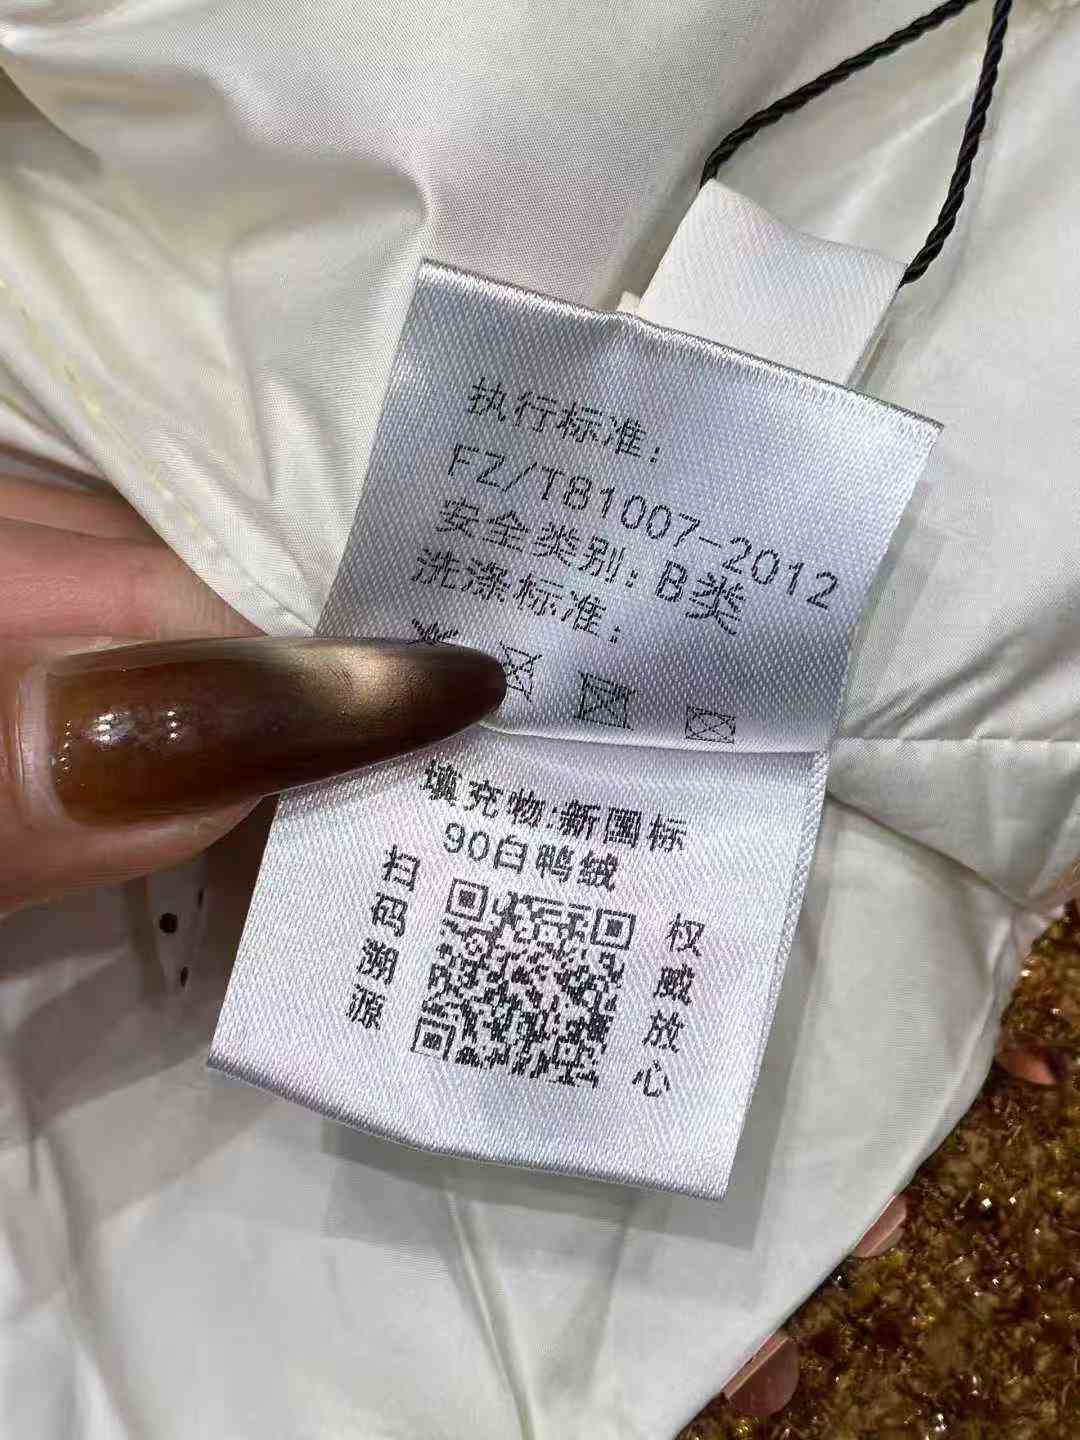 执行标准：
FZ/T81007-2012
安全类别：B类
洗涤标准：
填充物:新国标
90白鸭绒
扫码溯源
权威放心